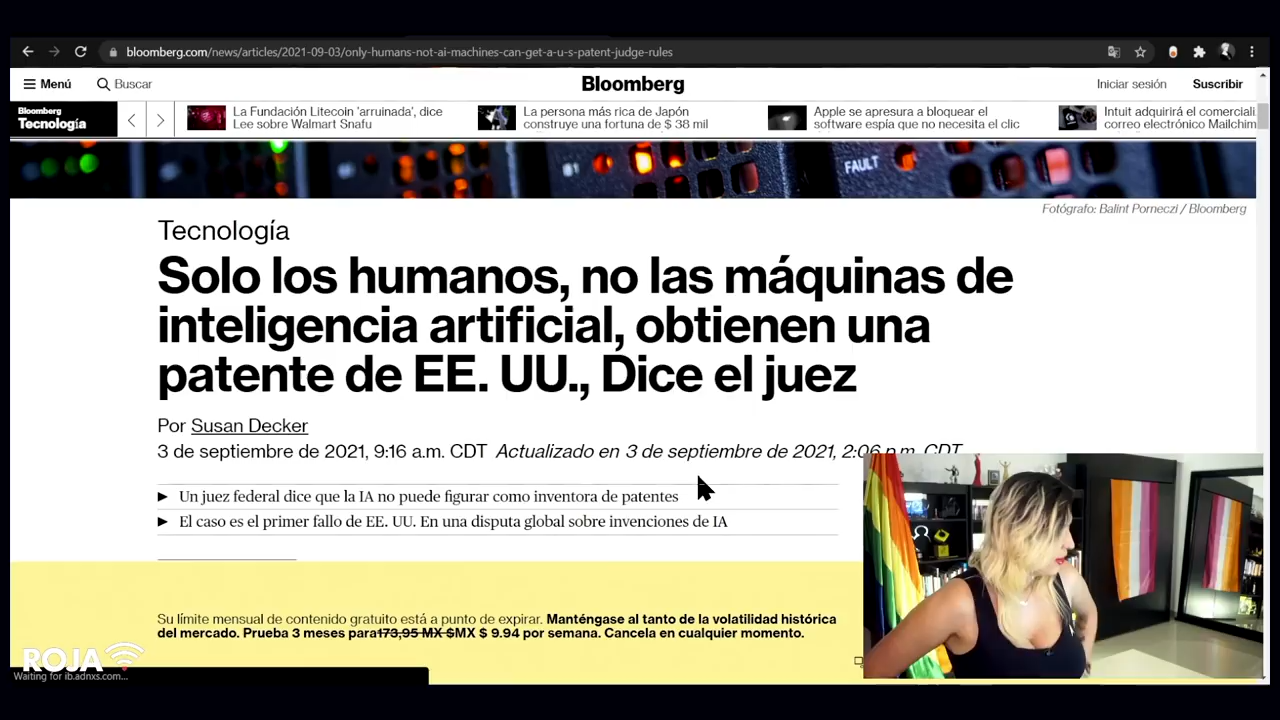 bloomberg.com/news/articles/2021-09-03/only-humans-not-ai-machines-can-get-a-u-s-patent-judge-rules
Menú
Buscar
Bloomberg
Iniciar sesión
Suscribir
Bloomberg
Tecnología
La Fundación Litecoin 'arruinada', dice
Lee sobre Walmart Snafu
La persona más rica de Japón
construye una fortuna de $ 38 mil
Apple se apresura a bloquear el
software espía que no necesita el clic
Intuit adquirirá el comerciali
correo electrónico Mailchim
FAULT
Fotógrafo: Balint Porneczi / Bloomberg
Tecnología
Solo los humanos, no las máquinas de
inteligencia artificial, obtienen una
patente de EE. UU., Dice el juez
Por Susan Decker
3 de septiembre de 2021, 9:16 a.m. CDT Actualizado en 3 de septiembre de 2021, 2:06 p.m. CDT
Un juez federal dice que la IA no puede figurar como inventora de patentes
El caso es el primer fallo de EE. UU. En una disputa global sobre invenciones de IA
Su límite mensual de contenido gratuito está a punto de expirar. Manténgase al tanto de la volatilidad histórica
del mercado. Prueba 3 meses para173,95 MX $MX $ 9.94 por semana. Cancela en cualquier momento.
ROJA
Waiting for ib.adnxs.com...